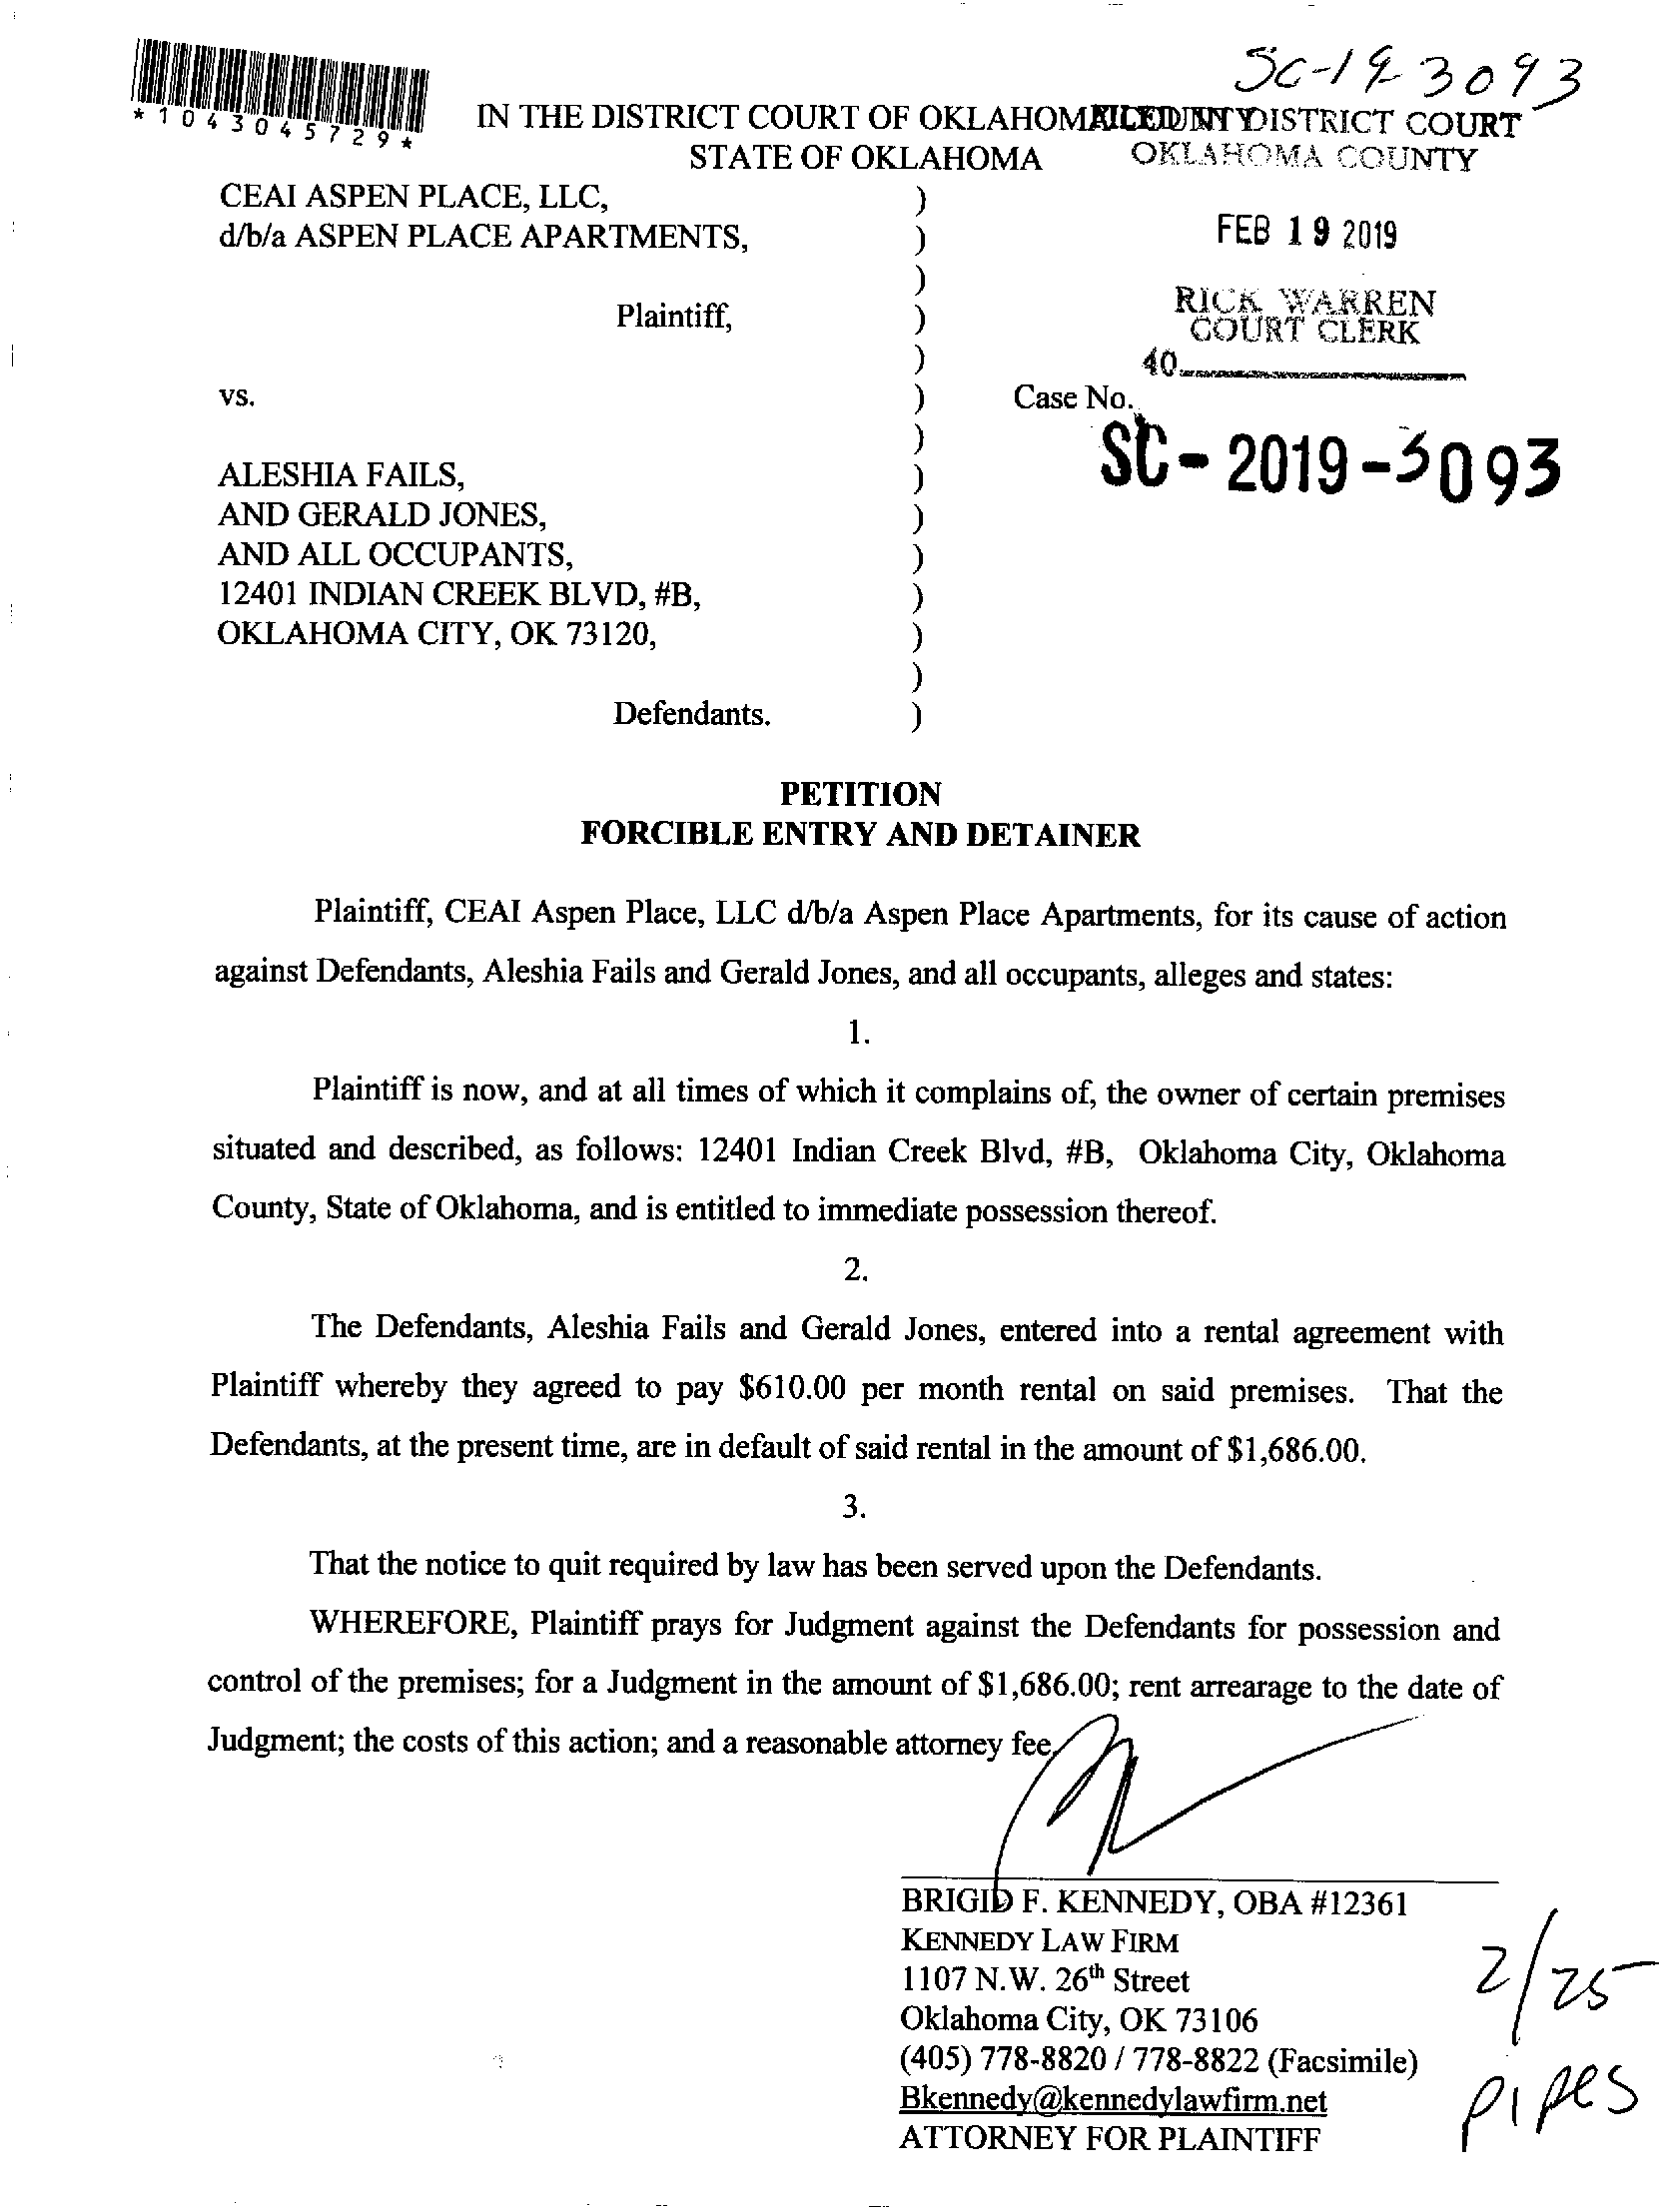 SC-19-3093
*1043045729*
IN THE DISTRICT COURT OF OKLAHOMA COUNTY
STATE OF OKLAHOMA
FILED IN DISTRICT COURT
OKLAHOMA COUNTY
FEB 19 2019
RICK WARREN
COURT CLERK
40
CEAI ASPEN PLACE, LLC, )
d/b/a ASPEN PLACE APARTMENTS, )
)
Plaintiff, )
)
vs. ) Case No.
SC-2019-3093
)
ALESHIA FAILS, )
AND GERALD JONES, )
AND ALL OCCUPANTS, )
12401 INDIAN CREEK BLVD, #B, )
OKLAHOMA CITY, OK 73120, )
)
Defendants. )
PETITION
FORCIBLE ENTRY AND DETAINER
Plaintiff, CEAI Aspen Place, LLC d/b/a Aspen Place Apartments, for its cause of action
against Defendants, Aleshia Fails and Gerald Jones, and all occupants, alleges and states:
1.
Plaintiff is now, and at all times of which it complains of, the owner of certain premises
situated and described, as follows: 12401 Indian Creek Blvd, #B, Oklahoma City, Oklahoma
County, State of Oklahoma, and is entitled to immediate possession thereof.
2.
The Defendants, Aleshia Fails and Gerald Jones, entered into a rental agreement with
Plaintiff whereby they agreed to pay $610.00 per month rental on said premises. That the
Defendants, at the present time, are in default of said rental in the amount of $1,686.00.
3.
That the notice to quit required by law has been served upon the Defendants.
WHEREFORE, Plaintiff prays for Judgment against the Defendants for possession and
control of the premises; for a Judgment in the amount of $1,686.00; rent arrearage to the date of
Judgment; the costs of this action; and a reasonable attorney fee.
BRIGID F. KENNEDY, OBA #12361
KENNEDY LAW FIRM
1107 N.W. 26th Street
Oklahoma City, OK 73106
(405) 778-8820 / 778-8822 (Facsimile)
Bkennedy@kennedylawfirm.net
ATTORNEY FOR PLAINTIFF
2/25
pipes